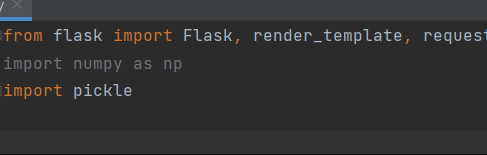 from flask import Flask, render_template, request
import numpy as np
import pickle